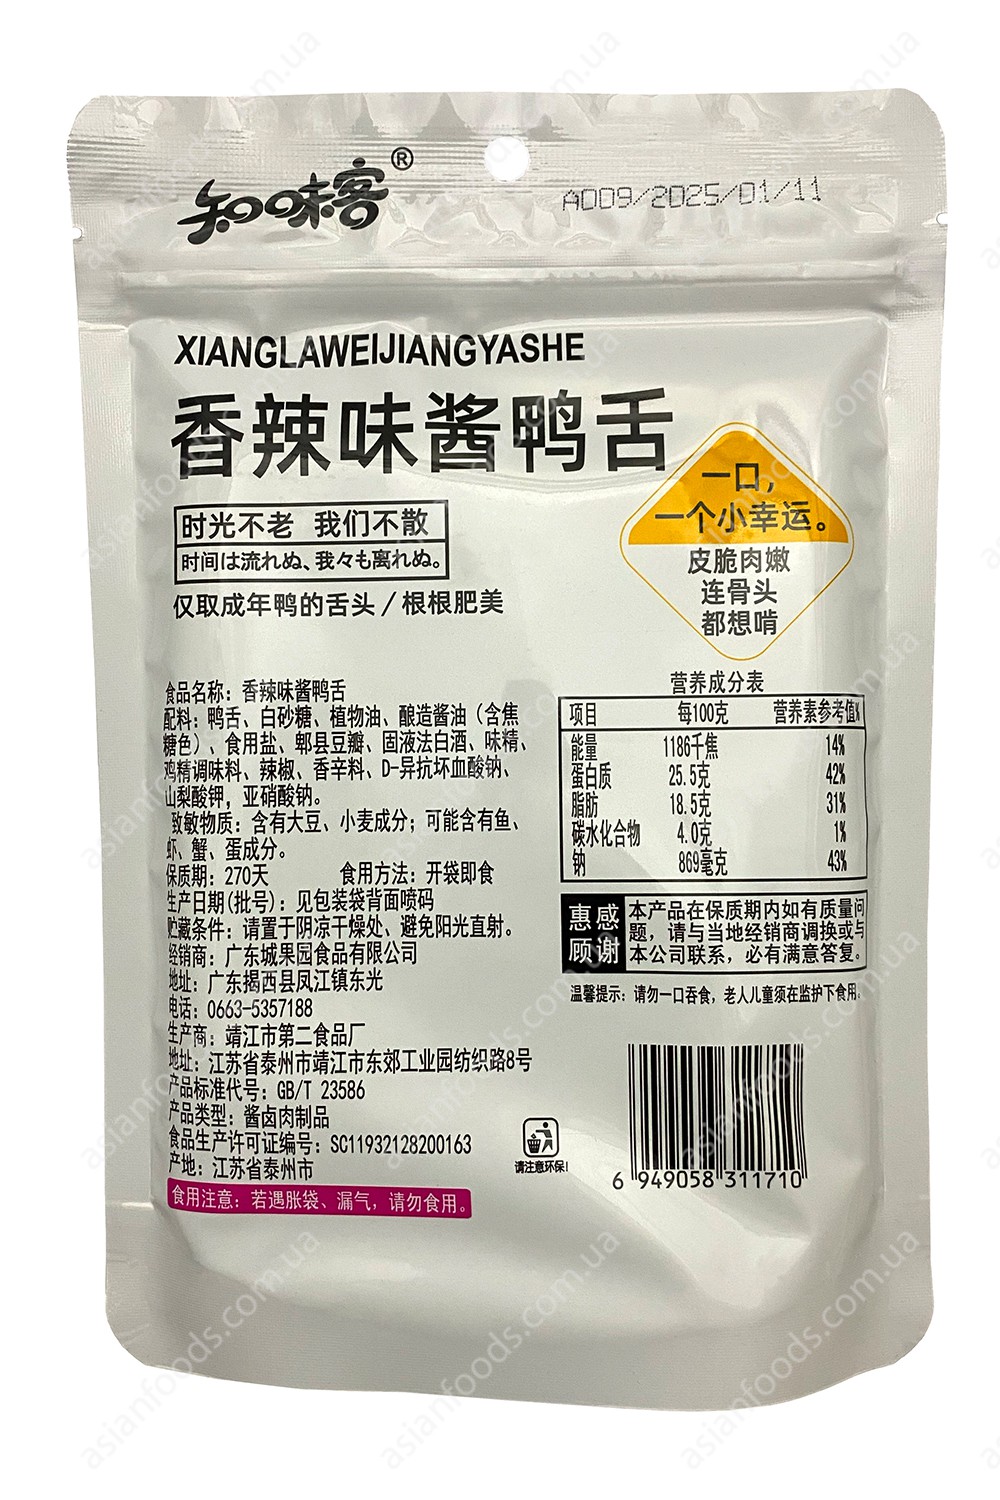 知味客®
A009/2025/01/11
XIANGLAWEIJIANGYASHE
香辣味酱鸭舌
时光不老 我们不散
时间は流れぬ、我々も离れぬ。
仅取成年鸭的舌头/根根肥美
一口,
一个小幸运。
皮脆肉嫩
连骨头
都想啃
食品名称：香辣味酱鸭舌
配料：鸭舌、白砂糖、植物油、酿造酱油（含焦
糖色）、食用盐、郫县豆瓣、固液法白酒、味精、
鸡精调味料、辣椒、香辛料、D-异抗坏血酸钠、
山梨酸钾，亚硝酸钠。
致敏物质：含有大豆、小麦成分；可能含有鱼、
虾、蟹、蛋成分。
保质期：270天 食用方法：开袋即食
生产日期(批号)：见包装袋背面喷码
贮藏条件：请置于阴凉干燥处、避免阳光直射。
经销商：广东城果园食品有限公司
地址：广东揭西县凤江镇东光
电话：0663-5357188
生产商：靖江市第二食品厂
地址：江苏省泰州市靖江市东郊工业园纺织路8号
产品标准代号：GB/T 23586
产品类型：酱卤肉制品
食品生产许可证编号：SC11932128200163
产地：江苏省泰州市
食用注意：若遇胀袋、漏气，请勿食用。
营养成分表
项目 每100克 营养素参考值%
能量 1186千焦 14%
蛋白质 25.5克 42%
脂肪 18.5克 31%
碳水化合物 4.0克 1%
钠 869毫克 43%
惠感
顾谢
本产品在保质期内如有质量问
题，请与当地经销商调换或与
本公司联系，必有满意答复。
温馨提示：请勿一口吞食，老人儿童须在监护下食用。
请注意环保!
6 949058 311710
asianfoods.com.ua